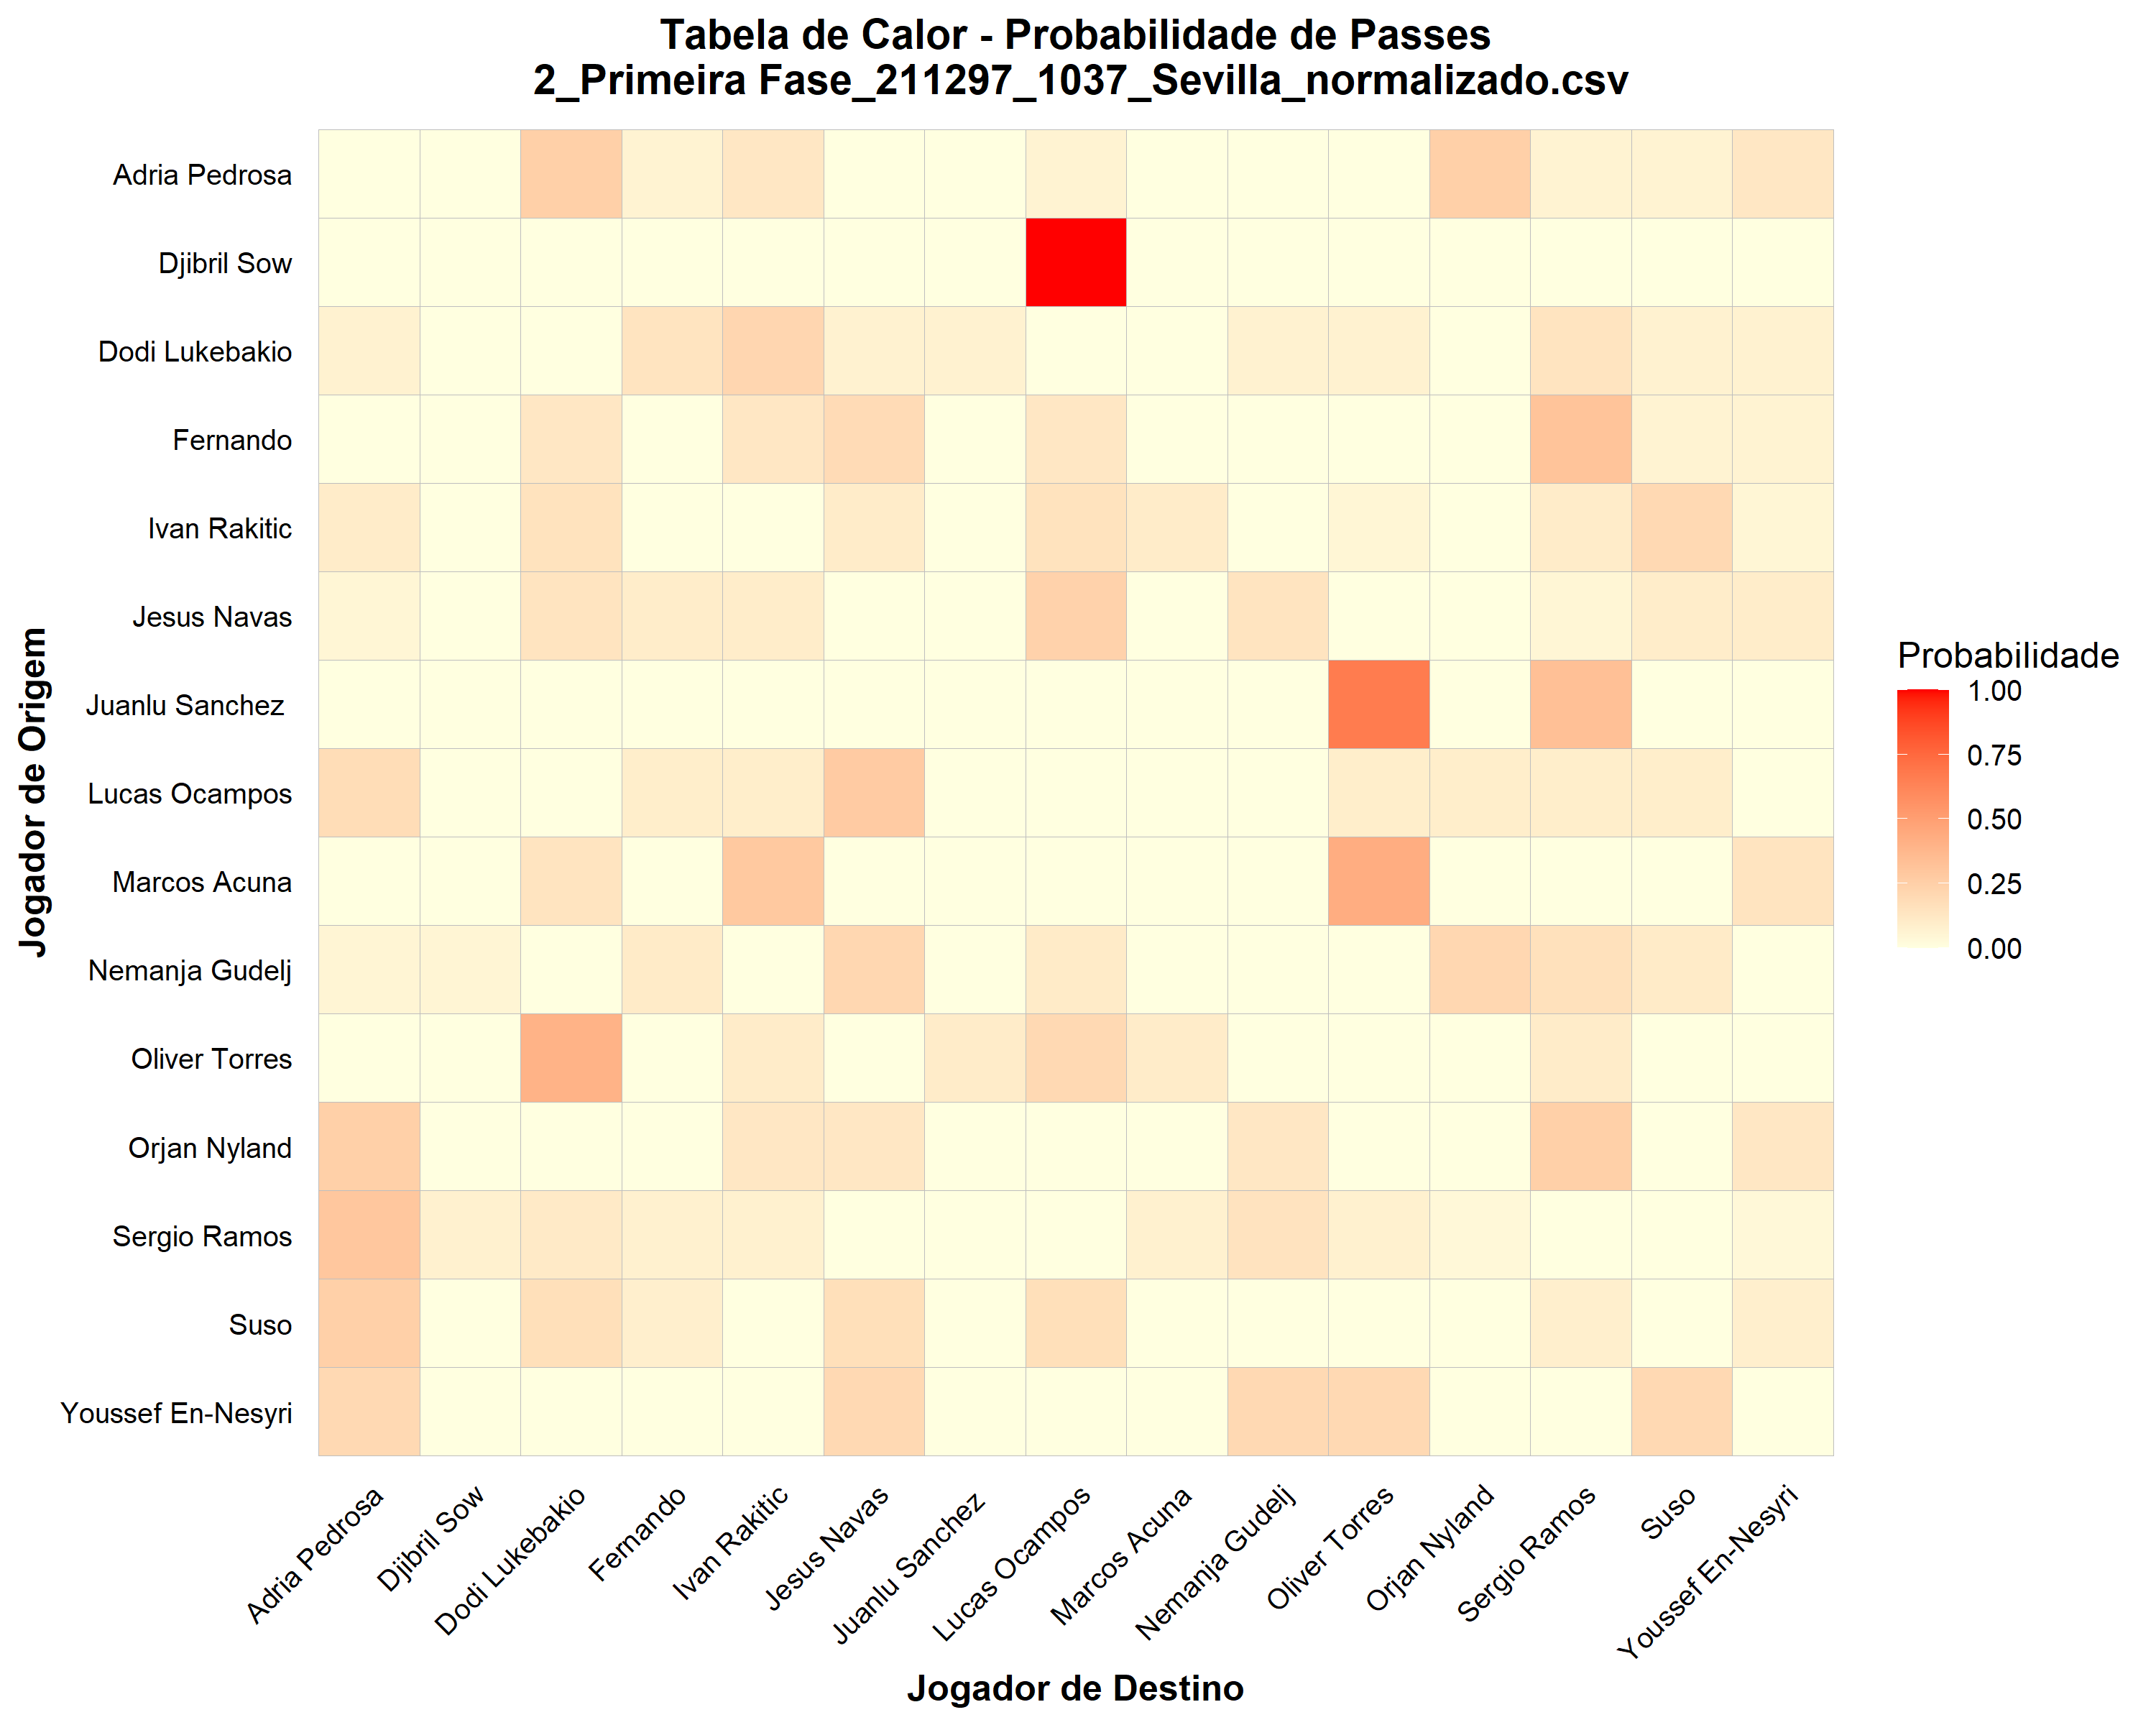 Tabela de Calor - Probabilidade de Passes
2_Primeira Fase_211297_1037_Sevilla_normalizado.csv
Jogador de Origem
Adria Pedrosa
Djibril Sow
Dodi Lukebakio
Fernando
Ivan Rakitic
Jesus Navas
Juanlu Sanchez
Lucas Ocampos
Marcos Acuna
Nemanja Gudelj
Oliver Torres
Orjan Nyland
Sergio Ramos
Suso
Youssef En-Nesyri
Adria Pedrosa
Djibril Sow
Dodi Lukebakio
Fernando
Ivan Rakitic
Jesus Navas
Juanlu Sanchez
Lucas Ocampos
Marcos Acuna
Nemanja Gudelj
Oliver Torres
Orjan Nyland
Sergio Ramos
Suso
Youssef En-Nesyri
Jogador de Destino
Probabilidade
1.00
0.75
0.50
0.25
0.00